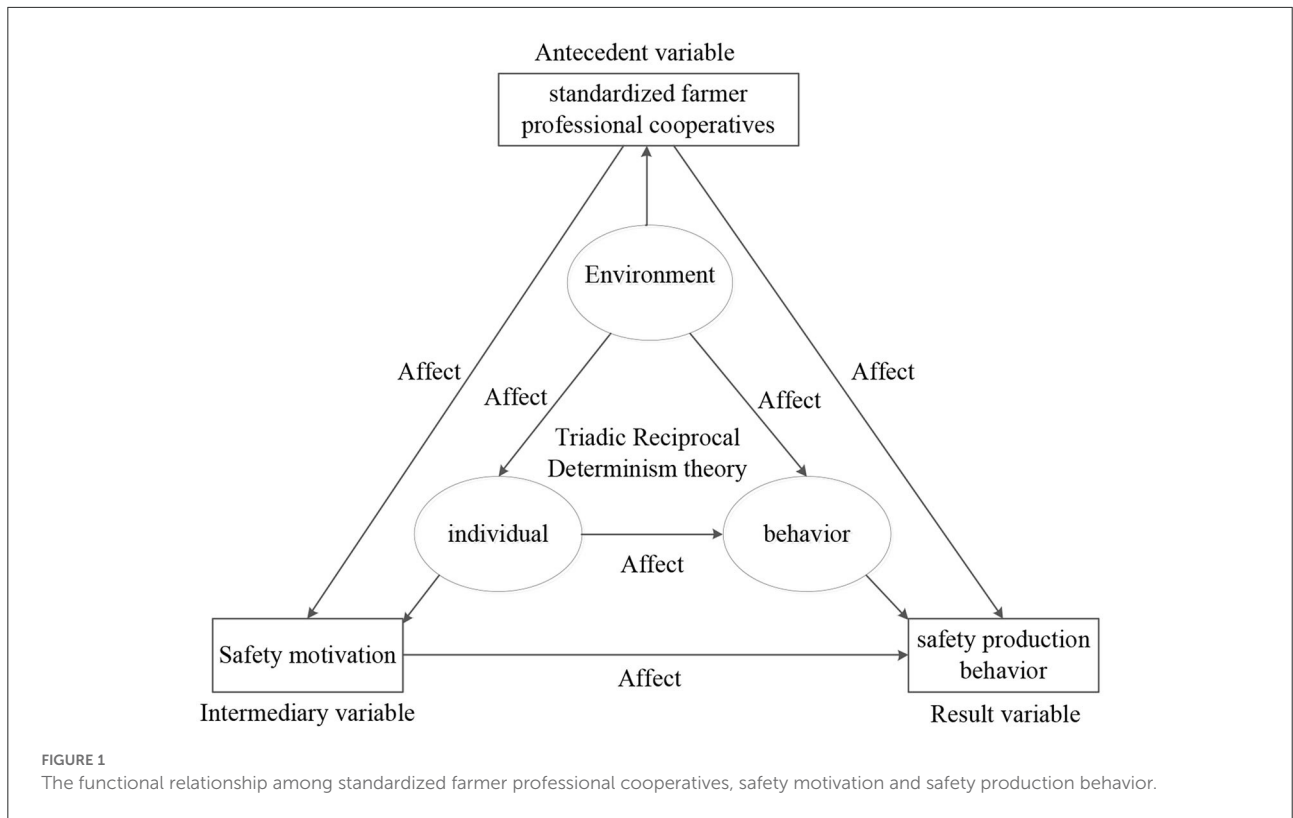 Antecedent variable
standardized farmer
professional cooperatives
Environment
Affect
Affect
Affect
Affect
Triadic Reciprocal
Determinism theory
individual
behavior
Affect
Safety motivation
safety production
behavior
Affect
Intermediary variable
Result variable
FIGURE 1
The functional relationship among standardized farmer professional cooperatives, safety motivation and safety production behavior.